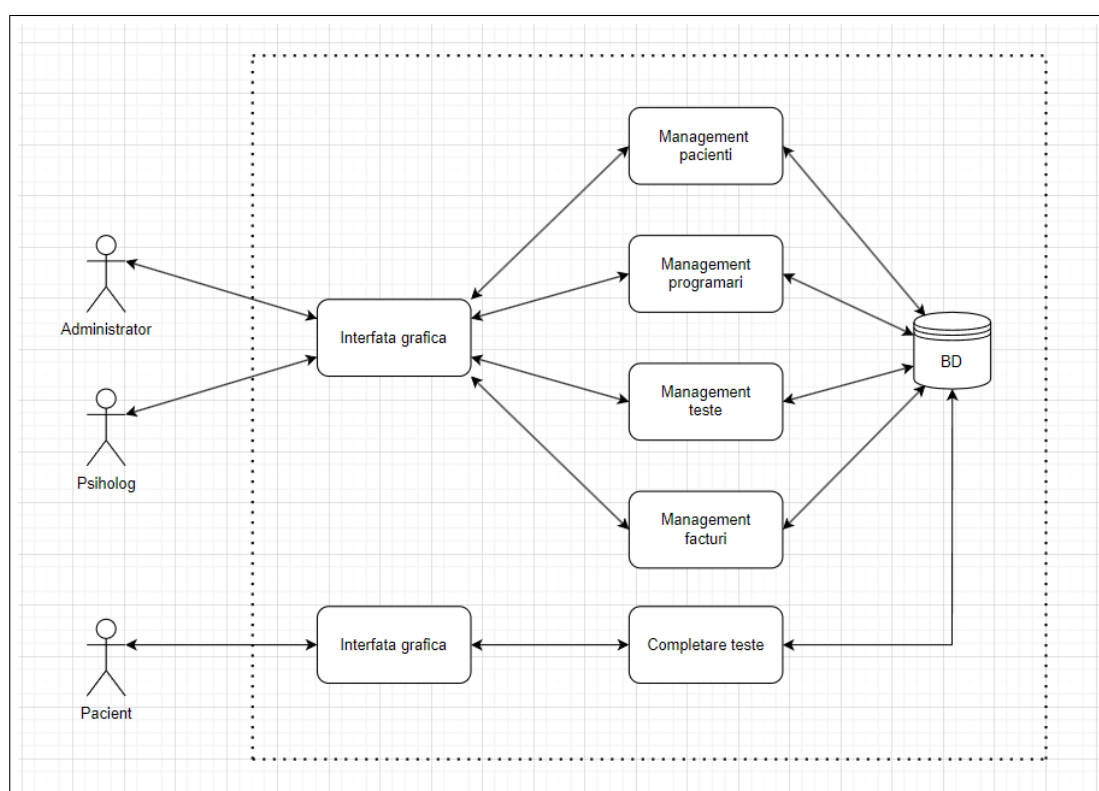 Management
pacienti
Management
programari
Administrator
Interfata grafica
BD
Management
teste
Psiholog
Management
facturi
Interfata grafica
Completare teste
Pacient